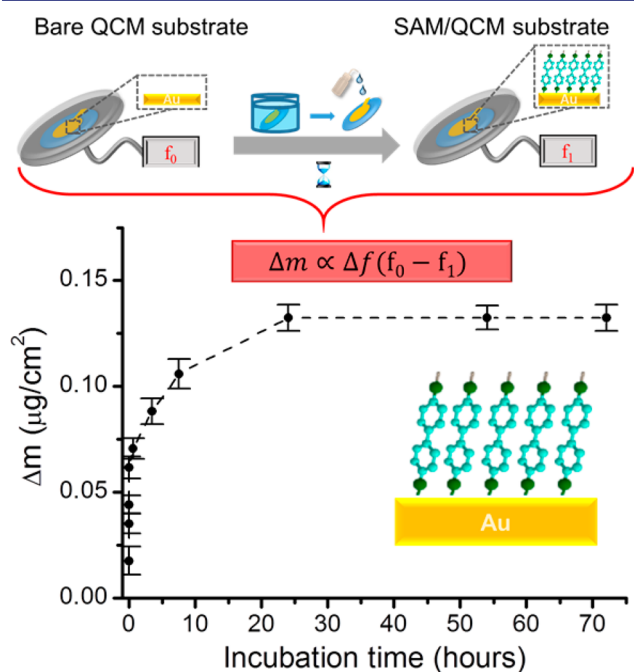 Bare QCM substrate
SAM/QCM substrate
Au
Au
f₀
f₁
Δm ∝ Δf(f₀ − f₁)
0.15
0.10
0.05
0.00
Δm (μg/cm²)
Au
0 10 20 30 40 50 60 70
Incubation time (hours)